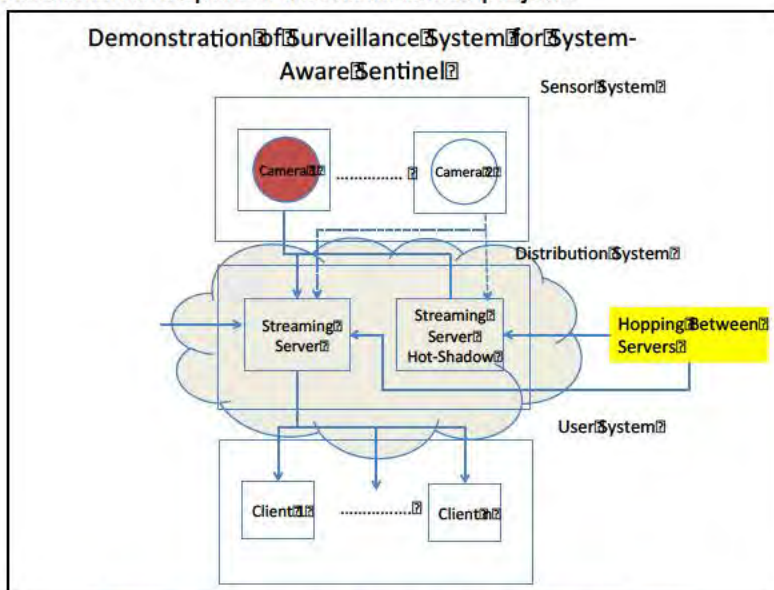 Demonstration of Surveillance System for System-
Aware Sentinel
Sensor System
Camera
Camera 2
Distribution System
Streaming
Server
Streaming
Server
Hot-Shadow
Hopping Between
Servers
User System
Client 1
Client n